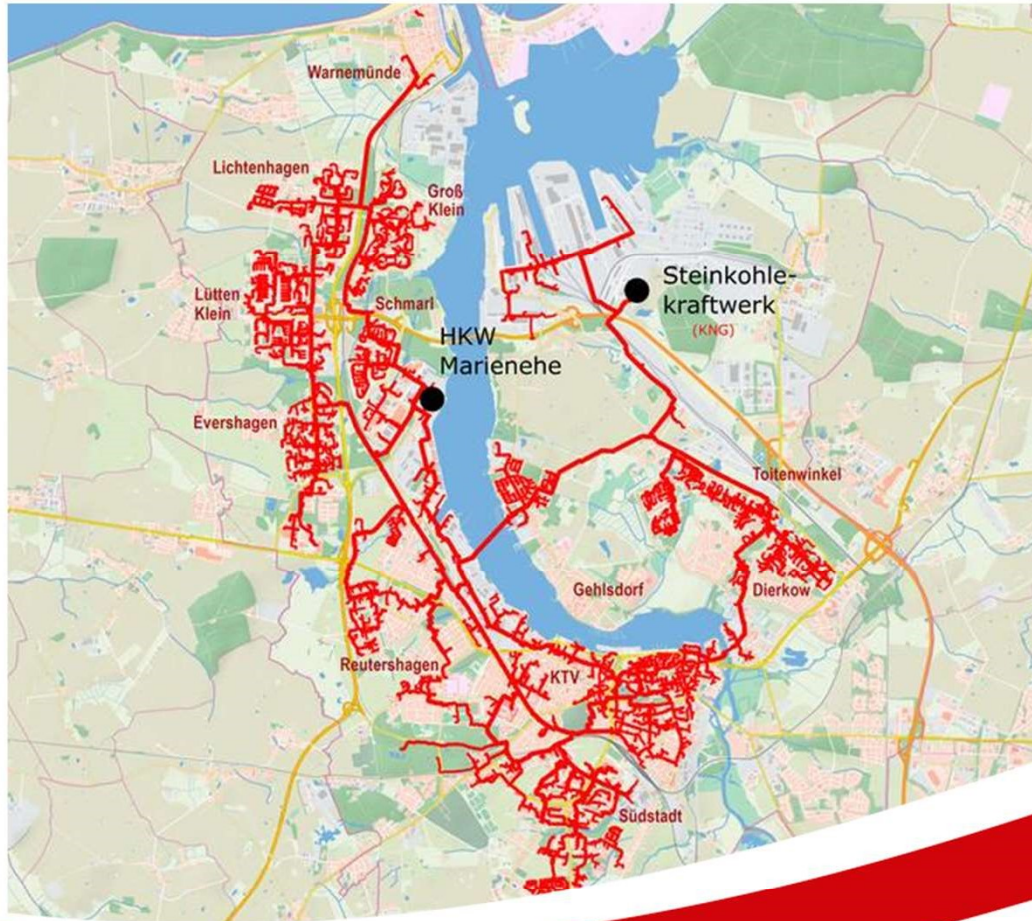 Warnemünde
Lichtenhagen
Groß
Klein
Lütten
Klein
Schmarl
Steinkohle-
kraftwerk
(KNG)
HKW
Marienehe
Evershagen
Toitenwinkel
Gehlsdorf
Dierkow
Reutershagen
KTV
Südstadt